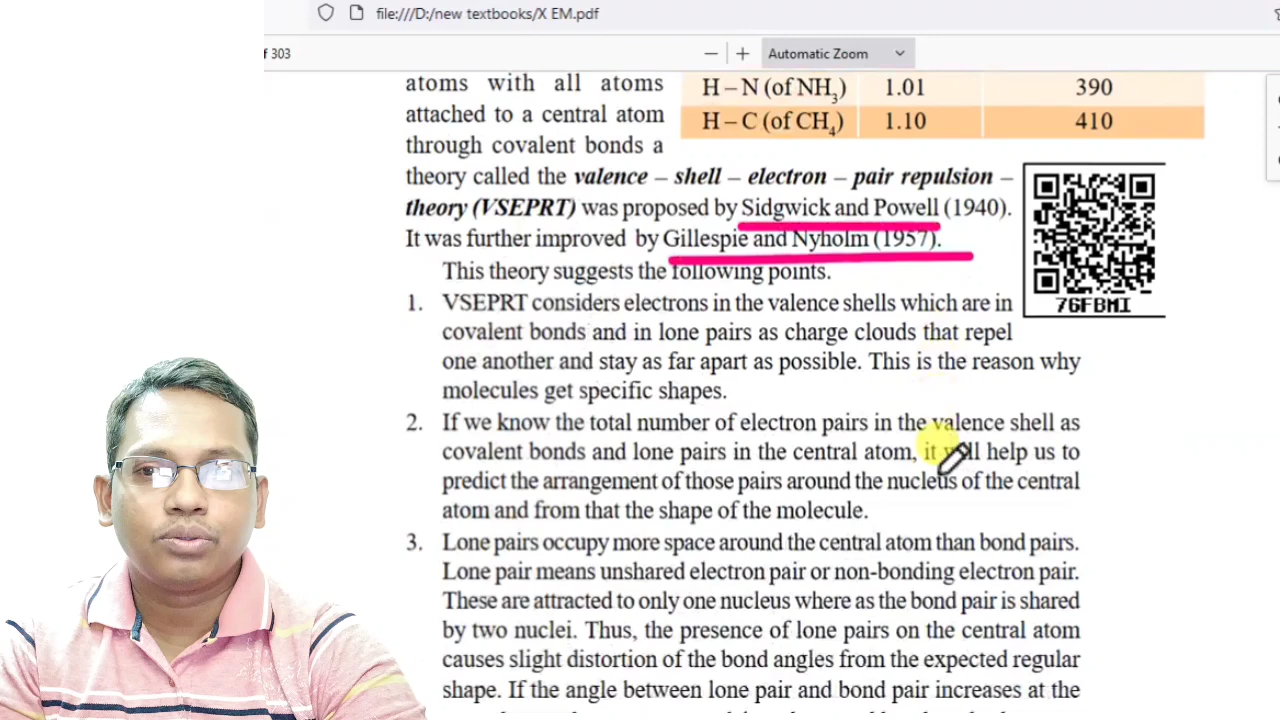 file:///D:/new textbooks/X EM.pdf
f 303
Automatic Zoom
atoms with all atoms
attached to a central atom
through covalent bonds a
H – N (of NH₃) 1.01 390
H – C (of CH₄) 1.10 410
theory called the valence – shell – electron – pair repulsion –
theory (VSEPRT) was proposed by Sidgwick and Powell (1940).
It was further improved by Gillespie and Nyholm (1957).
This theory suggests the following points.
76FBMI
1. VSEPRT considers electrons in the valence shells which are in
covalent bonds and in lone pairs as charge clouds that repel
one another and stay as far apart as possible. This is the reason why
molecules get specific shapes.
2. If we know the total number of electron pairs in the valence shell as
covalent bonds and lone pairs in the central atom, it will help us to
predict the arrangement of those pairs around the nucleus of the central
atom and from that the shape of the molecule.
3. Lone pairs occupy more space around the central atom than bond pairs.
Lone pair means unshared electron pair or non-bonding electron pair.
These are attracted to only one nucleus where as the bond pair is shared
by two nuclei. Thus, the presence of lone pairs on the central atom
causes slight distortion of the bond angles from the expected regular
shape. If the angle between lone pair and bond pair increases at the